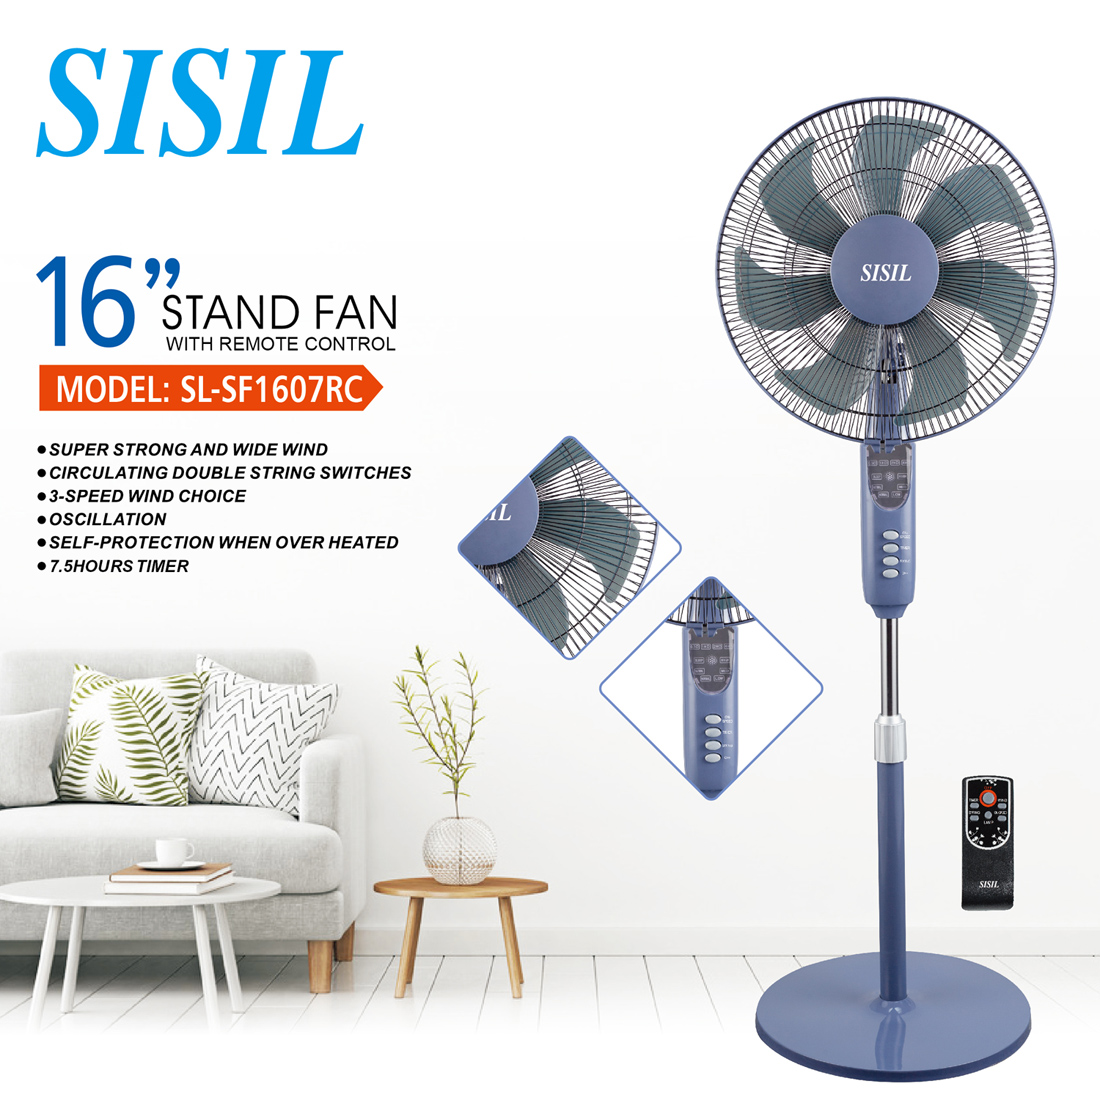 SISIL
16” STAND FAN
WITH REMOTE CONTROL
MODEL: SL-SF1607RC
●SUPER STRONG AND WIDE WIND
●CIRCULATING DOUBLE STRING SWITCHES
●3-SPEED WIND CHOICE
●OSCILLATION
●SELF-PROTECTION WHEN OVER HEATED
●7.5HOURS TIMER
SISIL
IL
TIMER
SISIL